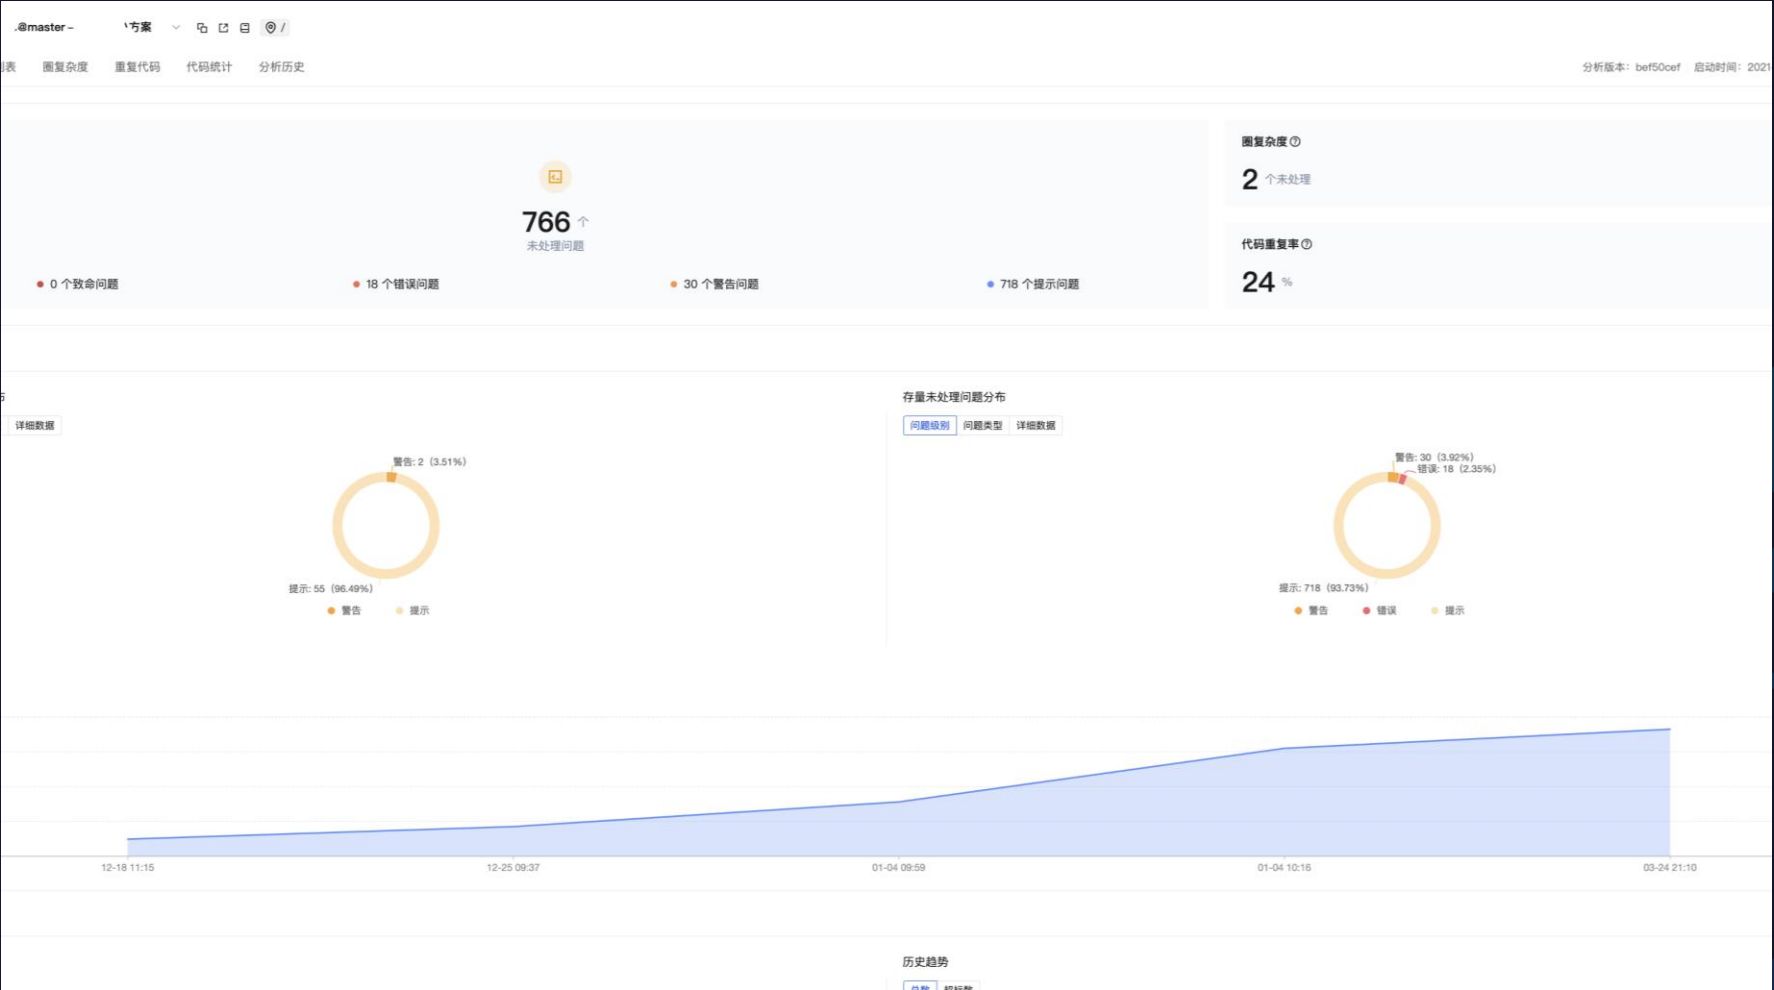 .@master –
方案
/
表 圈复杂度 重复代码 代码统计 分析历史
分析版本: bef50cef 启动时间: 2021
圈复杂度
2 个未处理
766 个
未处理问题
代码重复率
24 %
0 个致命问题
18 个错误问题
30 个警告问题
718 个提示问题
详细数据
存量未处理问题分布
问题级别 问题类型 详细数据
警告: 2 (3.51%)
提示: 55 (96.49%)
警告 提示
警告: 30 (3.92%)
错误: 18 (2.35%)
提示: 718 (93.73%)
警告 错误 提示
12-18 11:15
12-25 09:37
01-04 09:59
01-04 10:16
03-24 21:10
历史趋势
总数 超标数